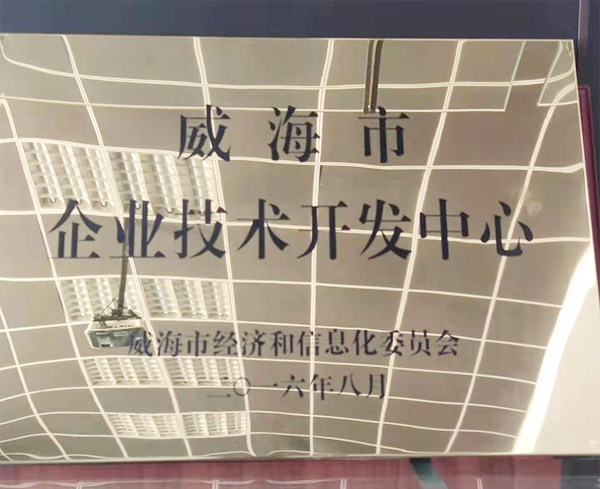 威海市
企业技术开发中心
威海市经济和信息化委员会
二〇一六年八月